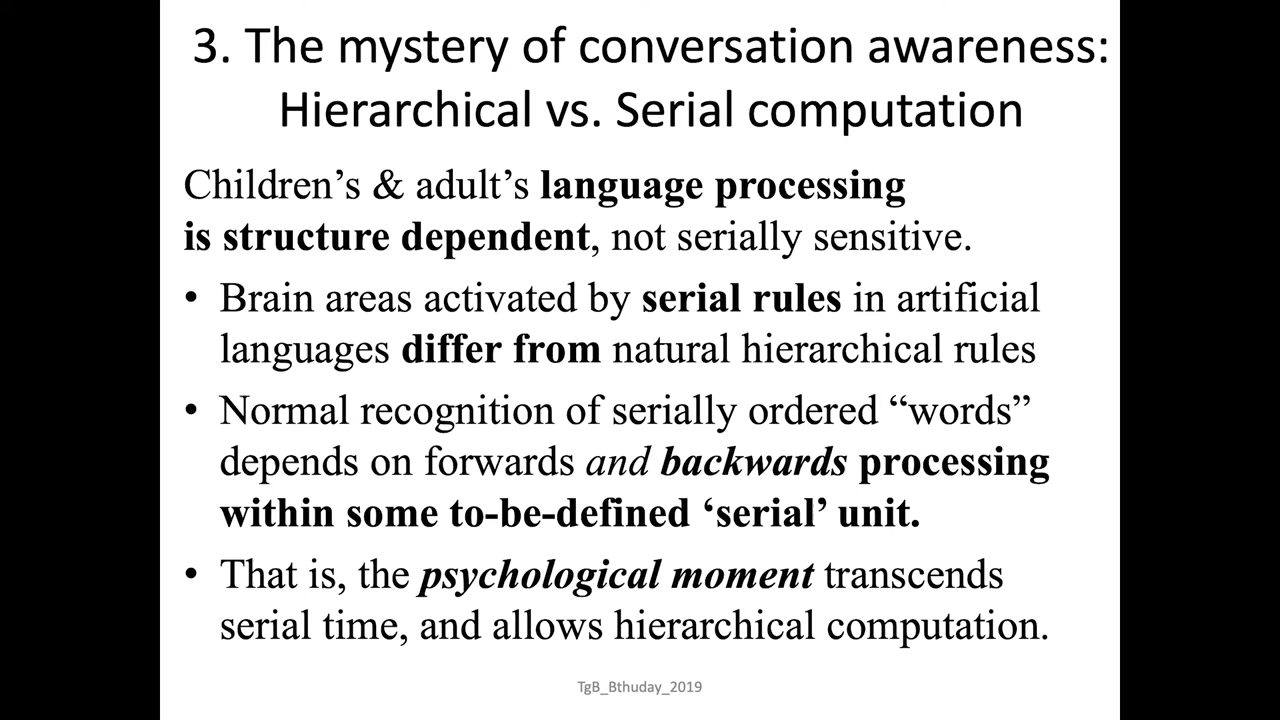 3. The mystery of conversation awareness:
Hierarchical vs. Serial computation
Children’s & adult’s language processing
is structure dependent, not serially sensitive.
• Brain areas activated by serial rules in artificial
languages differ from natural hierarchical rules
• Normal recognition of serially ordered “words”
depends on forwards and backwards processing
within some to-be-defined ‘serial’ unit.
• That is, the psychological moment transcends
serial time, and allows hierarchical computation.
TgB_Bthuday_2019